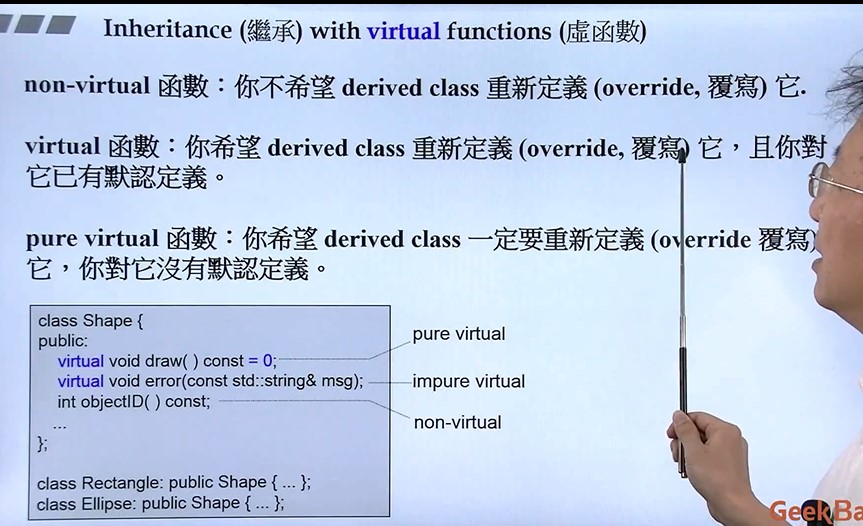 Inheritance (繼承) with virtual functions (虛函數)
non-virtual 函數：你不希望 derived class 重新定義 (override, 覆寫) 它.
virtual 函數：你希望 derived class 重新定義 (override, 覆寫) 它，且你對
它已有默認定義。
pure virtual 函數：你希望 derived class 一定要重新定義 (override 覆寫)
它，你對它沒有默認定義。
class Shape {
public:
virtual void draw( ) const = 0;
pure virtual
virtual void error(const std::string& msg);
impure virtual
int objectID( ) const;
non-virtual
...
};
class Rectangle: public Shape { ... };
class Ellipse: public Shape { ... };